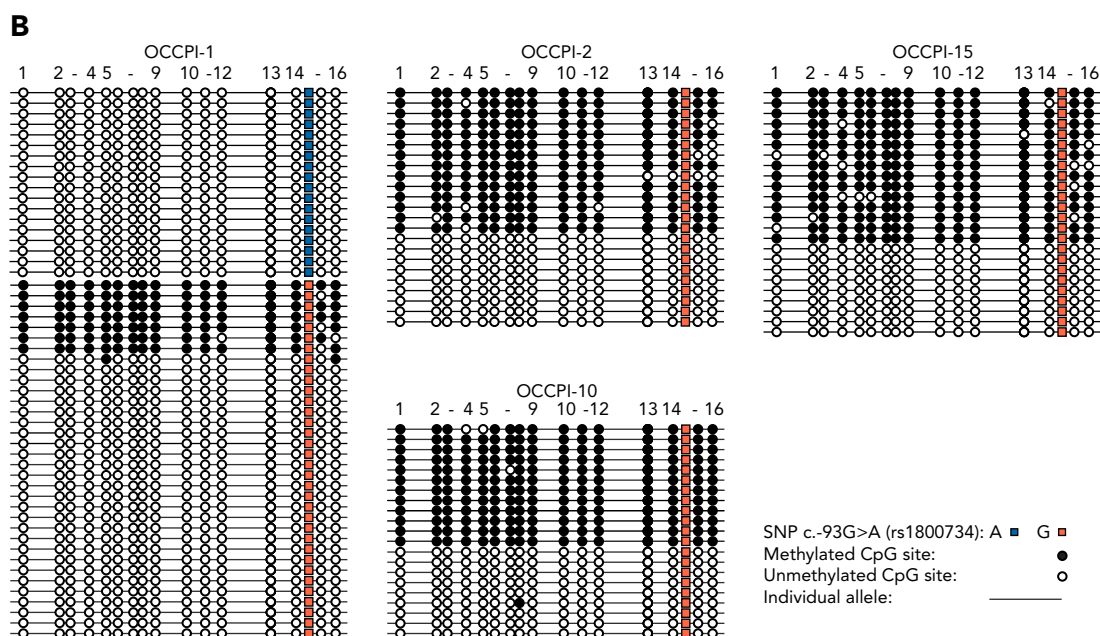 B
OCCPI-1
1 2 - 4 5 - 9 10 -12 13 14 - 16
OCCPI-2
1 2 - 4 5 - 9 10 -12 13 14 - 16
OCCPI-15
1 2 - 4 5 - 9 10 -12 13 14 - 16
OCCPI-10
1 2 - 4 5 - 9 10 -12 13 14 - 16
SNP c.-93G>A (rs1800734): A G
Methylated CpG site:
Unmethylated CpG site:
Individual allele: